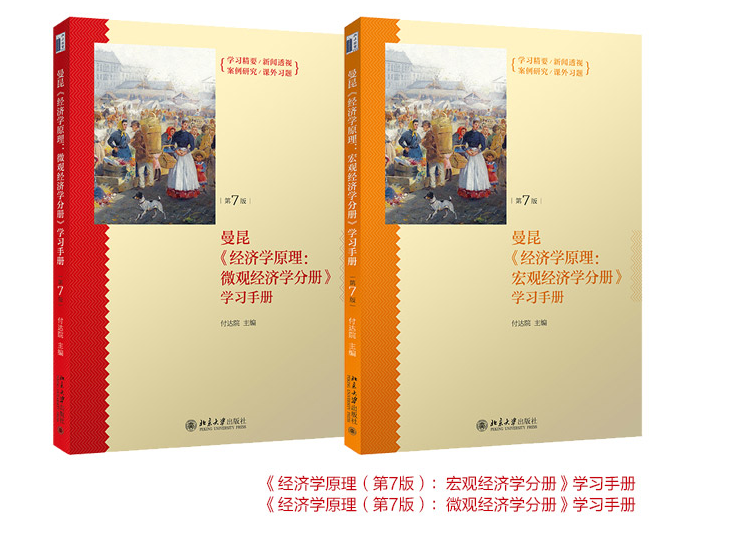 曼昆《经济学原理：微观经济学分册》学习手册
第7版
付达院 主编
{ 学习精要 / 新闻透视
案例研究 / 课外习题 }
| 第7版 |
曼昆
《经济学原理：
微观经济学分册》
学习手册
付达院 主编
北京大学出版社
PEKING UNIVERSITY PRESS
曼昆《经济学原理：宏观经济学分册》学习手册
（第7版）
付达院 主编
北京大学出版社
PEKING UNIVERSITY PRESS
{ 学习精要 / 新闻透视
案例研究 / 课外习题 }
| 第7版 |
曼昆
《经济学原理：
宏观经济学分册》
学习手册
付达院 主编
北京大学出版社
PEKING UNIVERSITY PRESS
《经济学原理（第7版）：宏观经济学分册》学习手册
《经济学原理（第7版）：微观经济学分册》学习手册